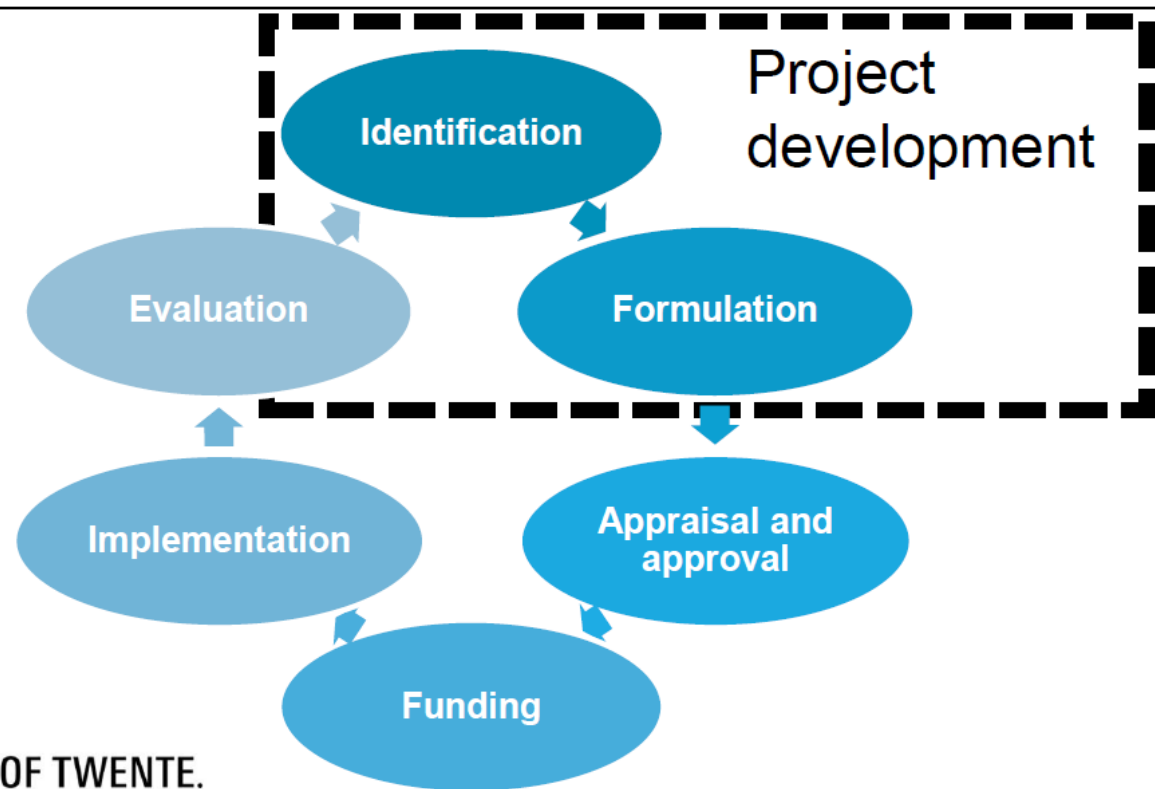 Project
development
Identification
Formulation
Appraisal and
approval
Funding
Implementation
Evaluation
OF TWENTE.